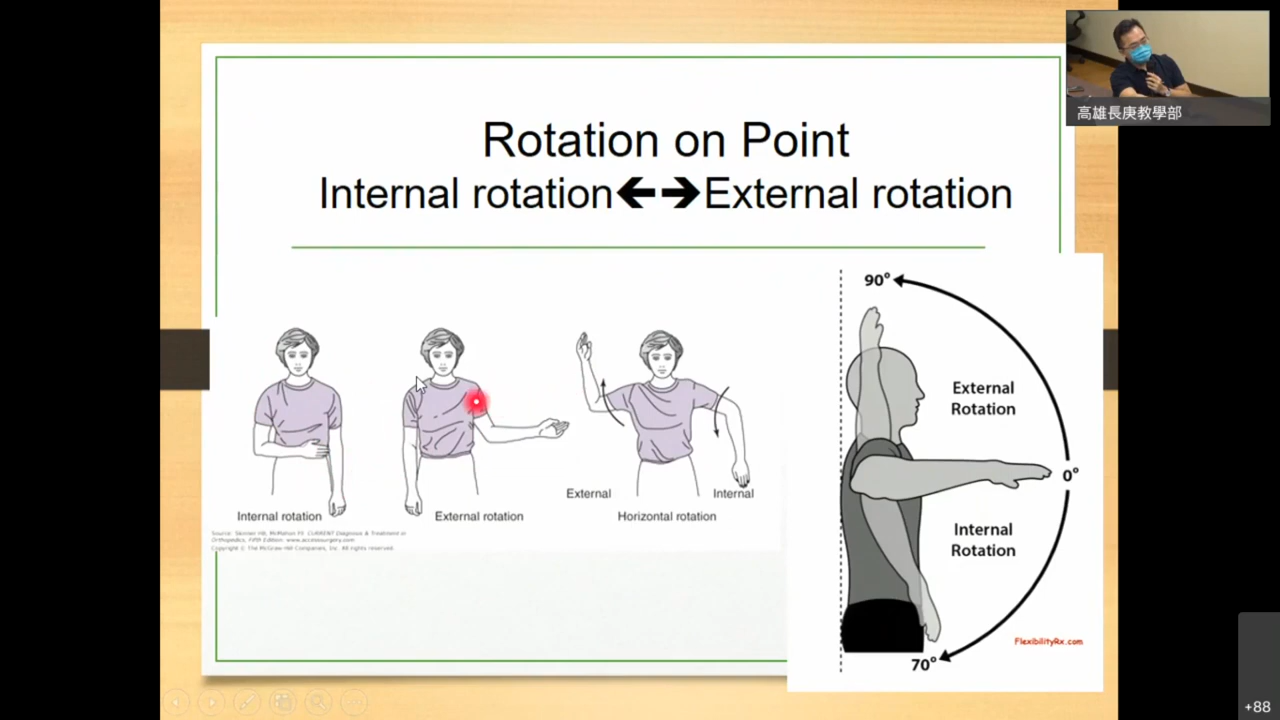 高雄長庚教學部
Rotation on Point
Internal rotation🡸🡺External rotation
90°
External
Rotation
0°
Internal
Rotation
70°
FlexibilityRx.com
External
Internal
Internal rotation
External rotation
Horizontal rotation
Source: Skinner HB, McMahon PJ: CURRENT Diagnosis & Treatment in
Orthopedics, Fifth Edition: www.accesssurgery.com
Copyright © The McGraw-Hill Companies, Inc. All rights reserved.
+88